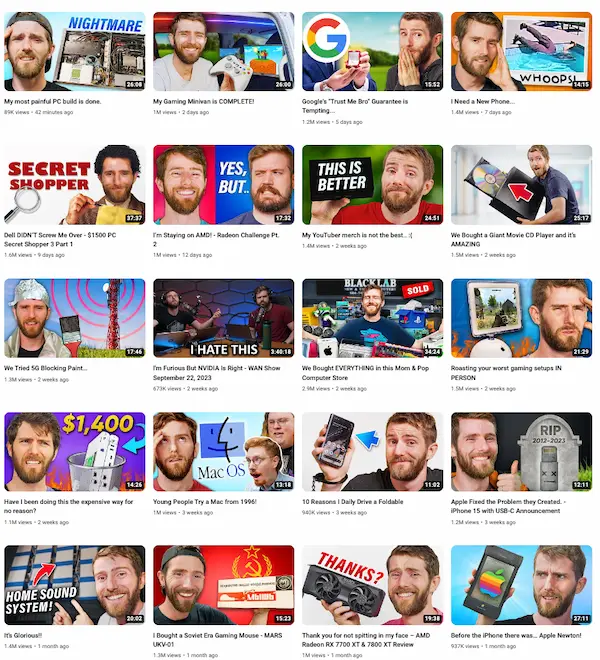 NIGHTMARE
26:08
26:00
15:52
WHOOPS!
14:15
My most painful PC build is done.
89K views • 42 minutes ago
My Gaming Minivan is COMPLETE!
1M views • 2 days ago
Google's "Trust Me Bro" Guarantee is
Tempting...
1.2M views • 5 days ago
I Need a New Phone...
1.4M views • 7 days ago
SECRET
SHOPPER
37:37
YES,
BUT..
17:32
THIS IS
BETTER
24:51
25:17
Dell DIDN'T Screw Me Over - $1500 PC
Secret Shopper 3 Part 1
1.6M views • 9 days ago
I'm Staying on AMD! - Radeon Challenge Pt.
2
1M views • 12 days ago
My YouTuber merch is not the best.. :(
1.4M views • 2 weeks ago
We Bought a Giant Movie CD Player and it's
AMAZING
1.5M views • 2 weeks ago
17:46
I HATE THIS
3:40:18
BLACKLAB
SOLD
34:24
21:29
We Tried 5G Blocking Paint...
1.3M views • 2 weeks ago
I'm Furious But NVIDIA Is Right - WAN Show
September 22, 2023
673K views • 2 weeks ago
We Bought EVERYTHING in this Mom & Pop
Computer Store
2.9M views • 2 weeks ago
Roasting your worst gaming setups IN
PERSON
1.5M views • 2 weeks ago
$1,400
14:26
Mac OS
13:18
11:02
RIP
2012-2023
12:11
Have I been doing this the expensive way for
no reason?
1.1M views • 2 weeks ago
Young People Try a Mac from 1996!
1M views • 3 weeks ago
10 Reasons I Daily Drive a Foldable
940K views • 3 weeks ago
Apple Fixed the Problem they Created. -
iPhone 15 with USB-C Announcement
1.2M views • 3 weeks ago
HOME SOUND
SYSTEM!
20:02
15:23
THANKS?
19:38
27:11
It's Glorious!!
1.4M views • 1 month ago
I Bought a Soviet Era Gaming Mouse - MARS
UKV-01
1.3M views • 1 month ago
Thank you for not spitting in my face – AMD
Radeon RX 7700 XT & 7800 XT Review
1M views • 1 month ago
Before the iPhone there was... Apple Newton!
937K views • 1 month ago